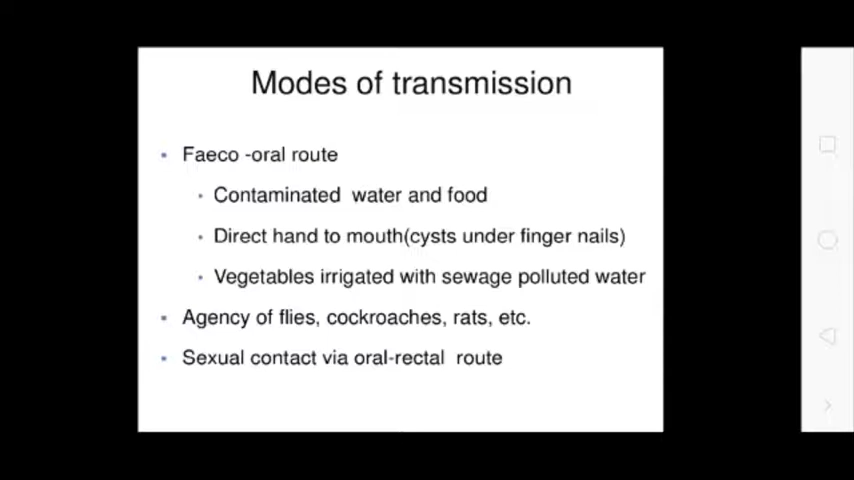 Modes of transmission
Faeco -oral route
Contaminated water and food
Direct hand to mouth(cysts under finger nails)
Vegetables irrigated with sewage polluted water
Agency of flies, cockroaches, rats, etc.
Sexual contact via oral-rectal route